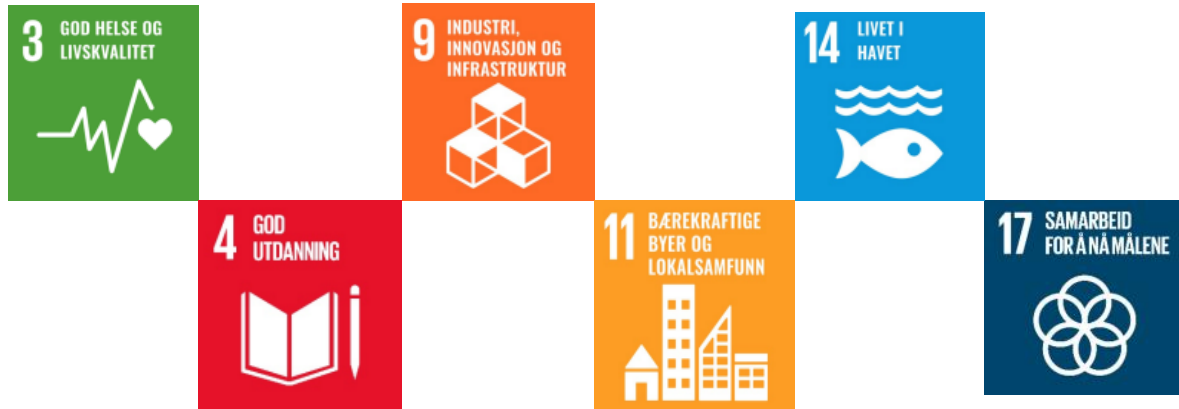 3 GOD HELSE OG
LIVSKVALITET
9 INDUSTRI,
INNOVASJON OG
INFRASTRUKTUR
14 LIVET I
HAVET
4 GOD
UTDANNING
11 BÆREKRAFTIGE
BYER OG
LOKALSAMFUNN
17 SAMARBEID
FOR Å NÅ MÅLENE